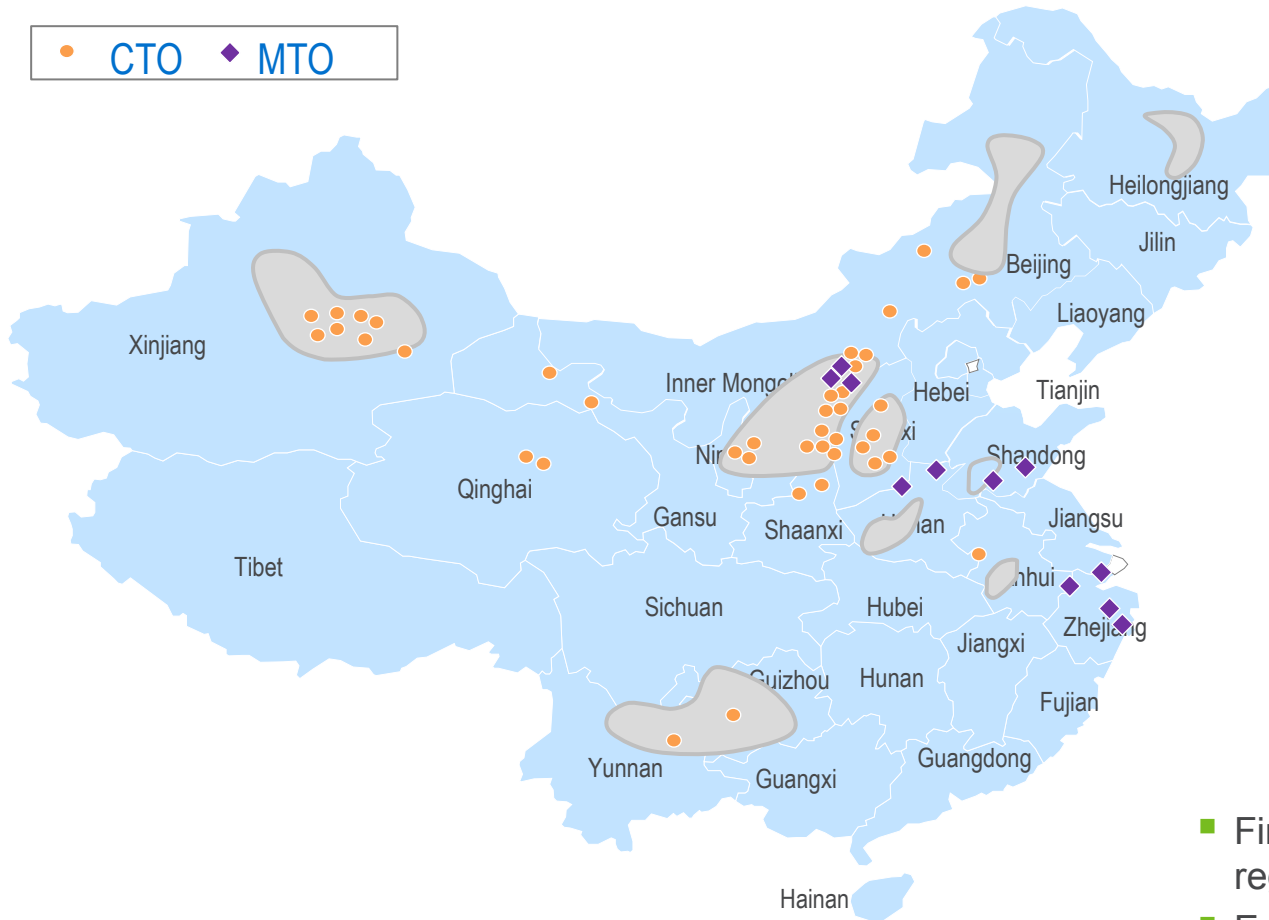 CTO MTO
Heilongjiang
Jilin
Beijing
Liaoyang
Xinjiang
Inner Mongo
Hebei
Tianjin
Shandong
Qinghai
Gansu
Shaanxi
Jiangsu
Tibet
Sichuan
Hubei
Zhejiang
Jiangxi
Guizhou
Hunan
Fujian
Yunnan
Guangxi
Guangdong
Hainan